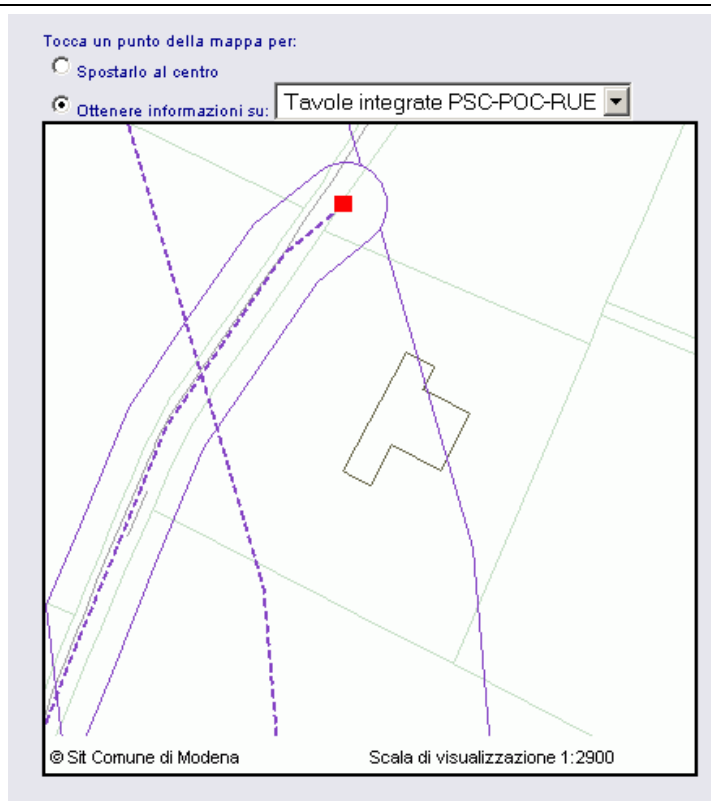 Tocca un punto della mappa per:
Spostarlo al centro
Ottenere informazioni su: Tavole integrate PSC-POC-RUE
© Sit Comune di Modena Scala di visualizzazione 1:2900